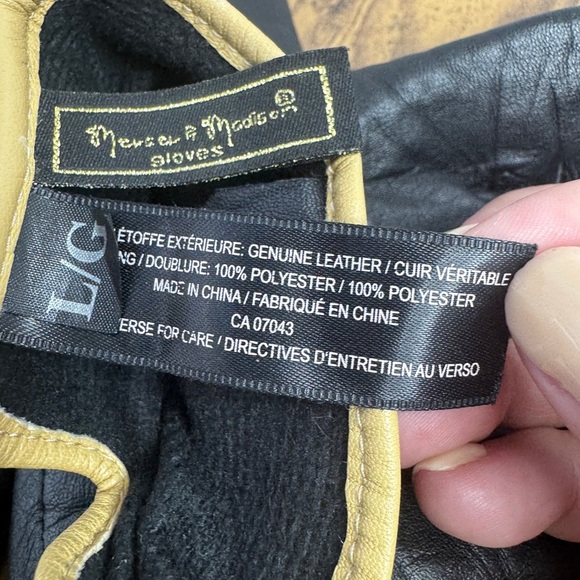 Mercer & Madison®
gloves
L/G
ÉTOFFE EXTÉRIEURE: GENUINE LEATHER / CUIR VÉRITABLE
NG / DOUBLURE: 100% POLYESTER / 100% POLYESTER
MADE IN CHINA / FABRIQUÉ EN CHINE
CA 07043
ERSE FOR CARE / DIRECTIVES D'ENTRETIEN AU VERSO